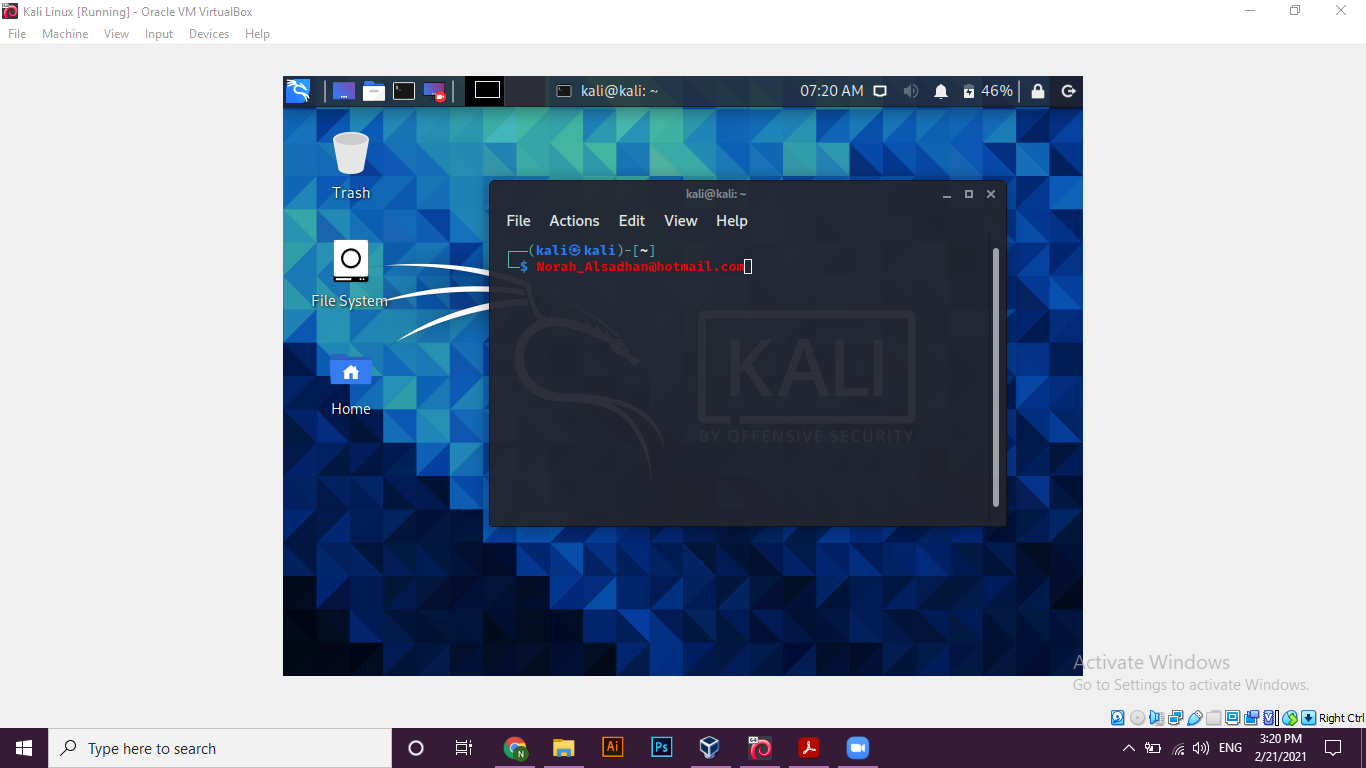 Kali Linux [Running] - Oracle VM VirtualBox
File Machine View Input Devices Help
kali@kali: ~
07:20 AM
46%
Trash
File System
Home
kali@kali: ~
File Actions Edit View Help
(kali㉿kali)-[~]
$ Norah_Alsadhan@hotmail.com
KALI
BY OFFENSIVE SECURITY
Activate Windows
Go to Settings to activate Windows.
Right Ctrl
Type here to search
N
Ai
Ps
64
ENG
3:20 PM
2/21/2021